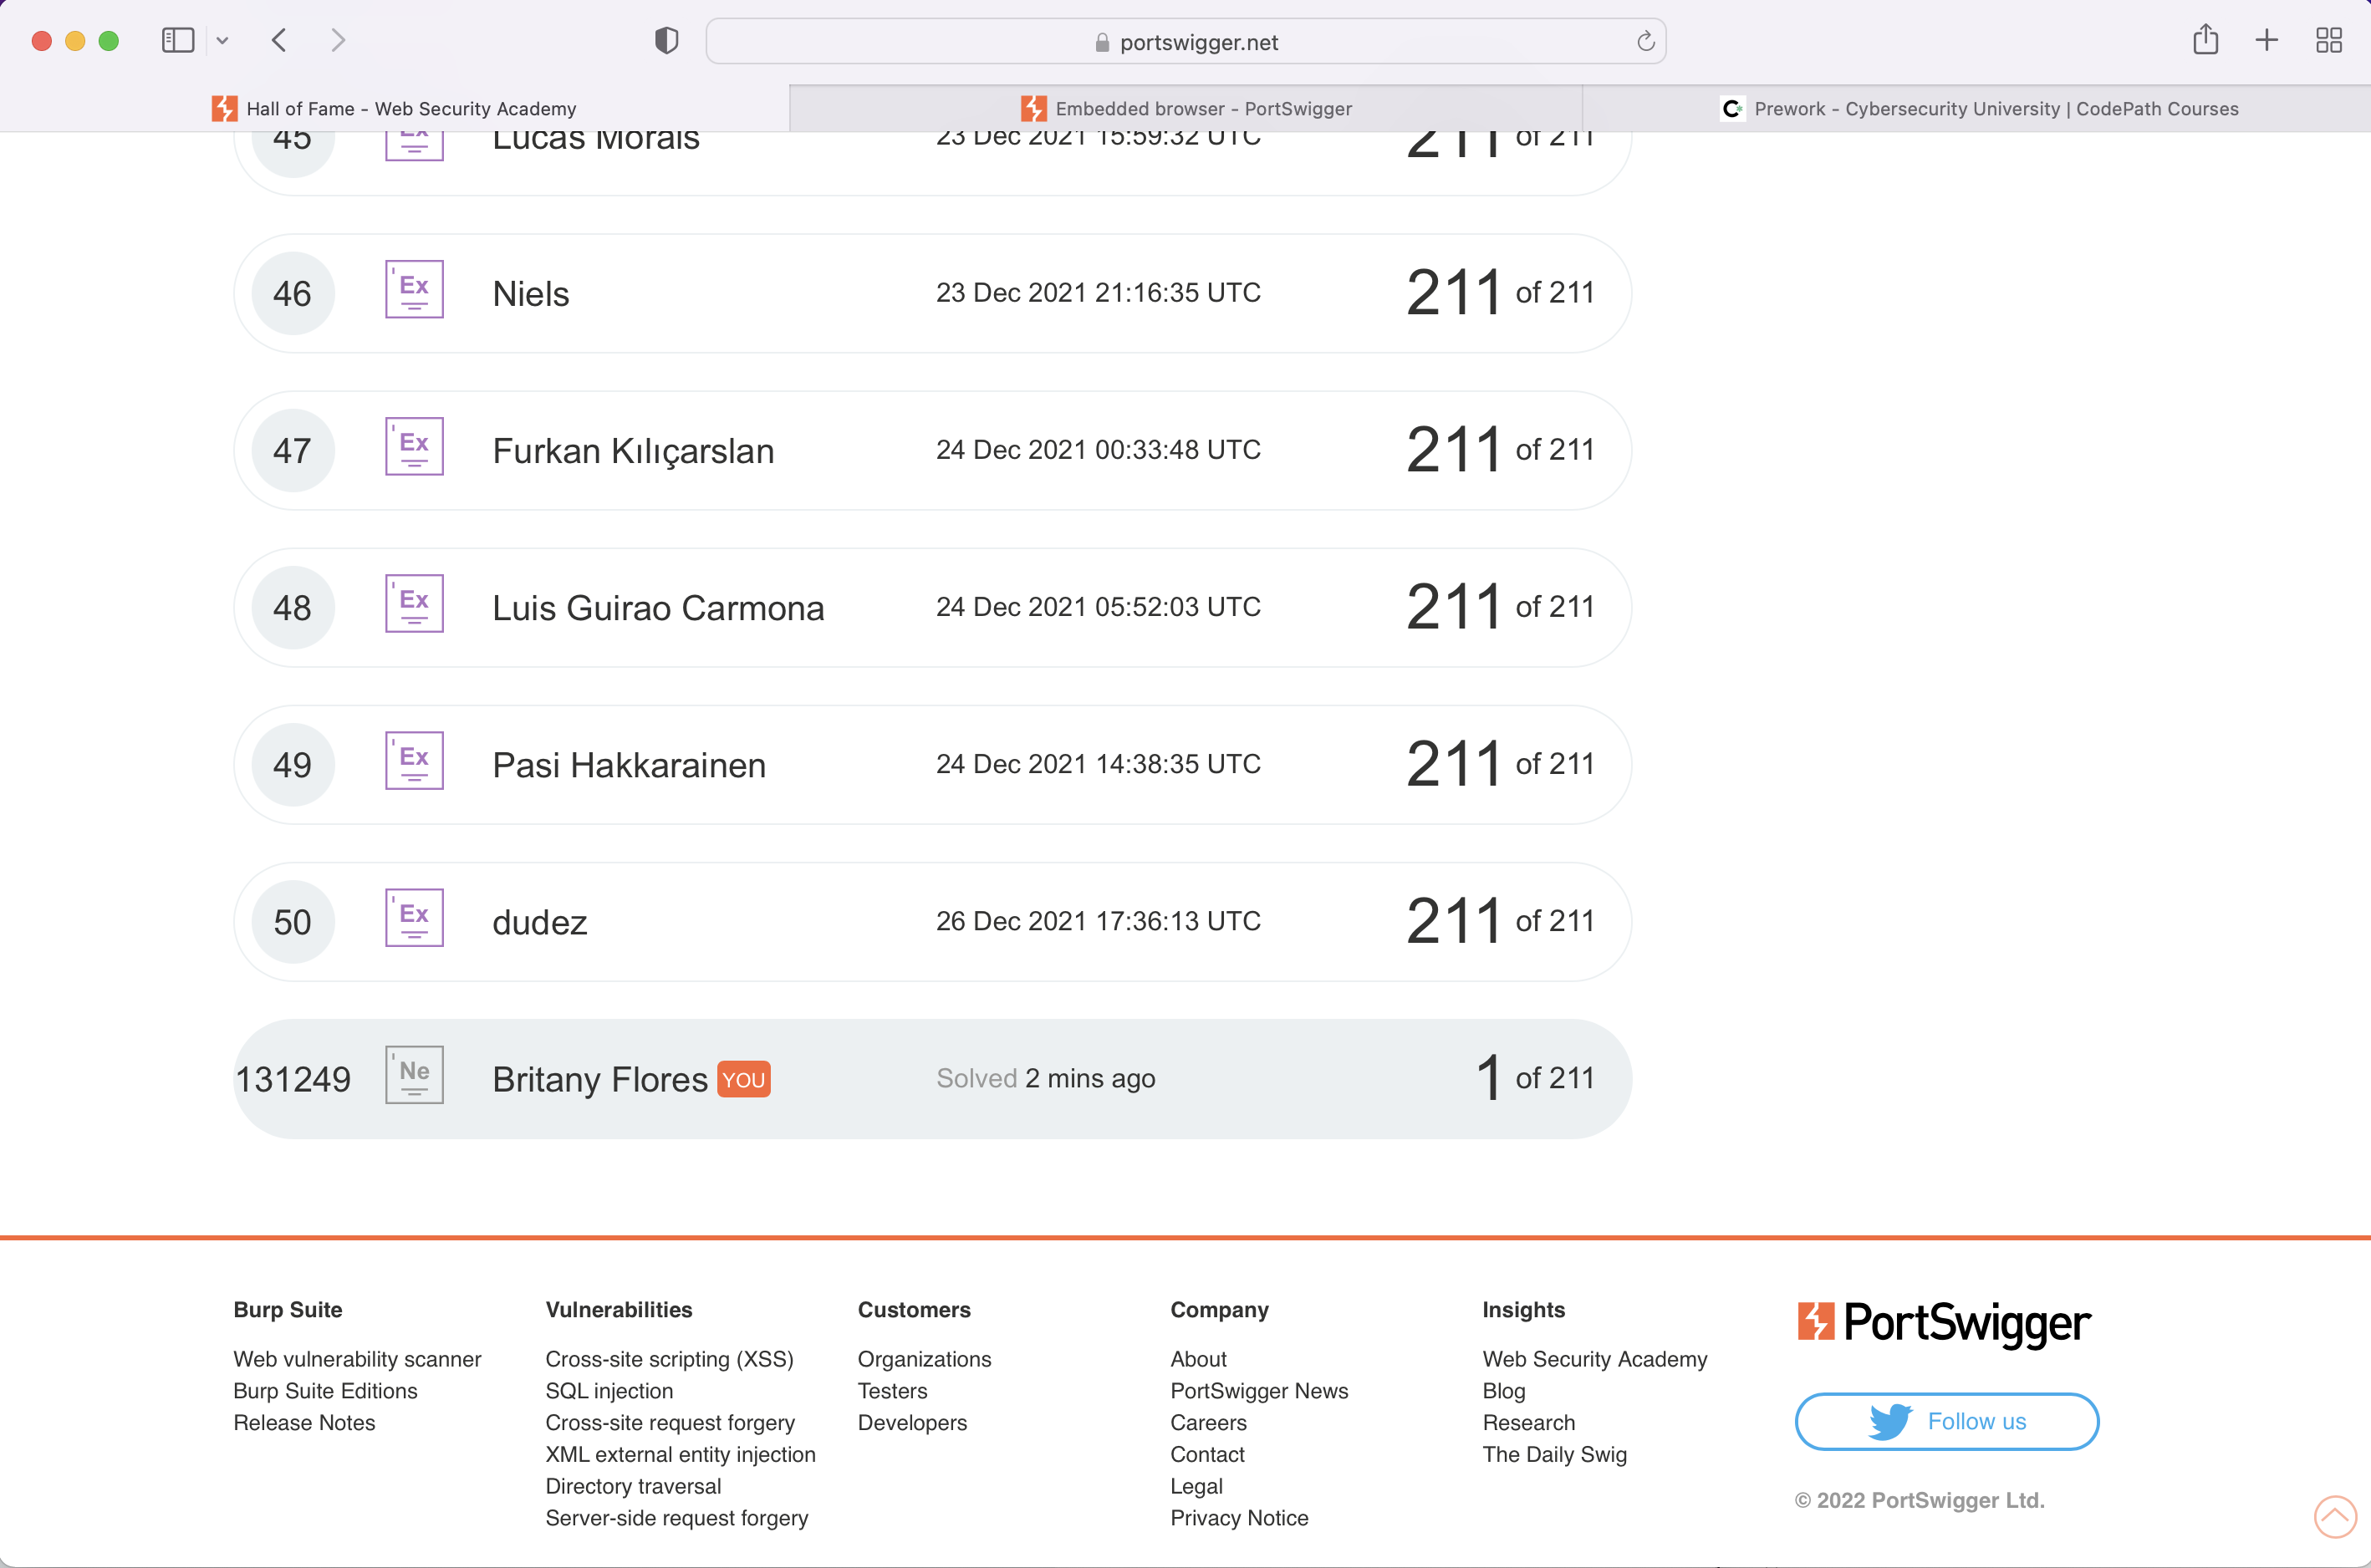 portswigger.net
Hall of Fame - Web Security Academy
Embedded browser - PortSwigger
Prework - Cybersecurity University | CodePath Courses
45 Ex Lucas Morais 23 Dec 2021 15:59:32 UTC 211 of 211
46 Ex Niels 23 Dec 2021 21:16:35 UTC 211 of 211
47 Ex Furkan Kılıçarslan 24 Dec 2021 00:33:48 UTC 211 of 211
48 Ex Luis Guirao Carmona 24 Dec 2021 05:52:03 UTC 211 of 211
49 Ex Pasi Hakkarainen 24 Dec 2021 14:38:35 UTC 211 of 211
50 Ex dudez 26 Dec 2021 17:36:13 UTC 211 of 211
131249 Ne Britany Flores YOU Solved 2 mins ago 1 of 211
Burp Suite
Web vulnerability scanner
Burp Suite Editions
Release Notes
Vulnerabilities
Cross-site scripting (XSS)
SQL injection
Cross-site request forgery
XML external entity injection
Directory traversal
Server-side request forgery
Customers
Organizations
Testers
Developers
Company
About
PortSwigger News
Careers
Contact
Legal
Privacy Notice
Insights
Web Security Academy
Blog
Research
The Daily Swig
PortSwigger
Follow us
© 2022 PortSwigger Ltd.